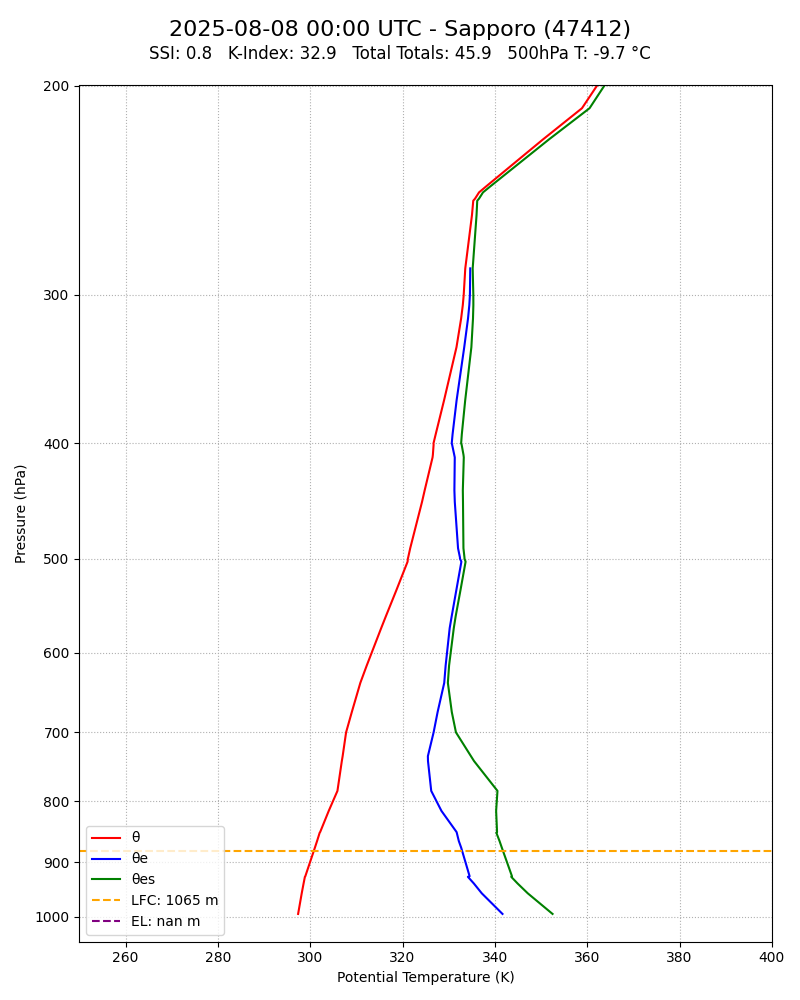 2025-08-08 00:00 UTC - Sapporo (47412)
SSI: 0.8   K-Index: 32.9   Total Totals: 45.9   500hPa T: -9.7 °C
200
300
400
500
600
700
800
900
1000
Pressure (hPa)
θ
θe
θes
LFC: 1065 m
EL: nan m
260 280 300 320 340 360 380 400
Potential Temperature (K)